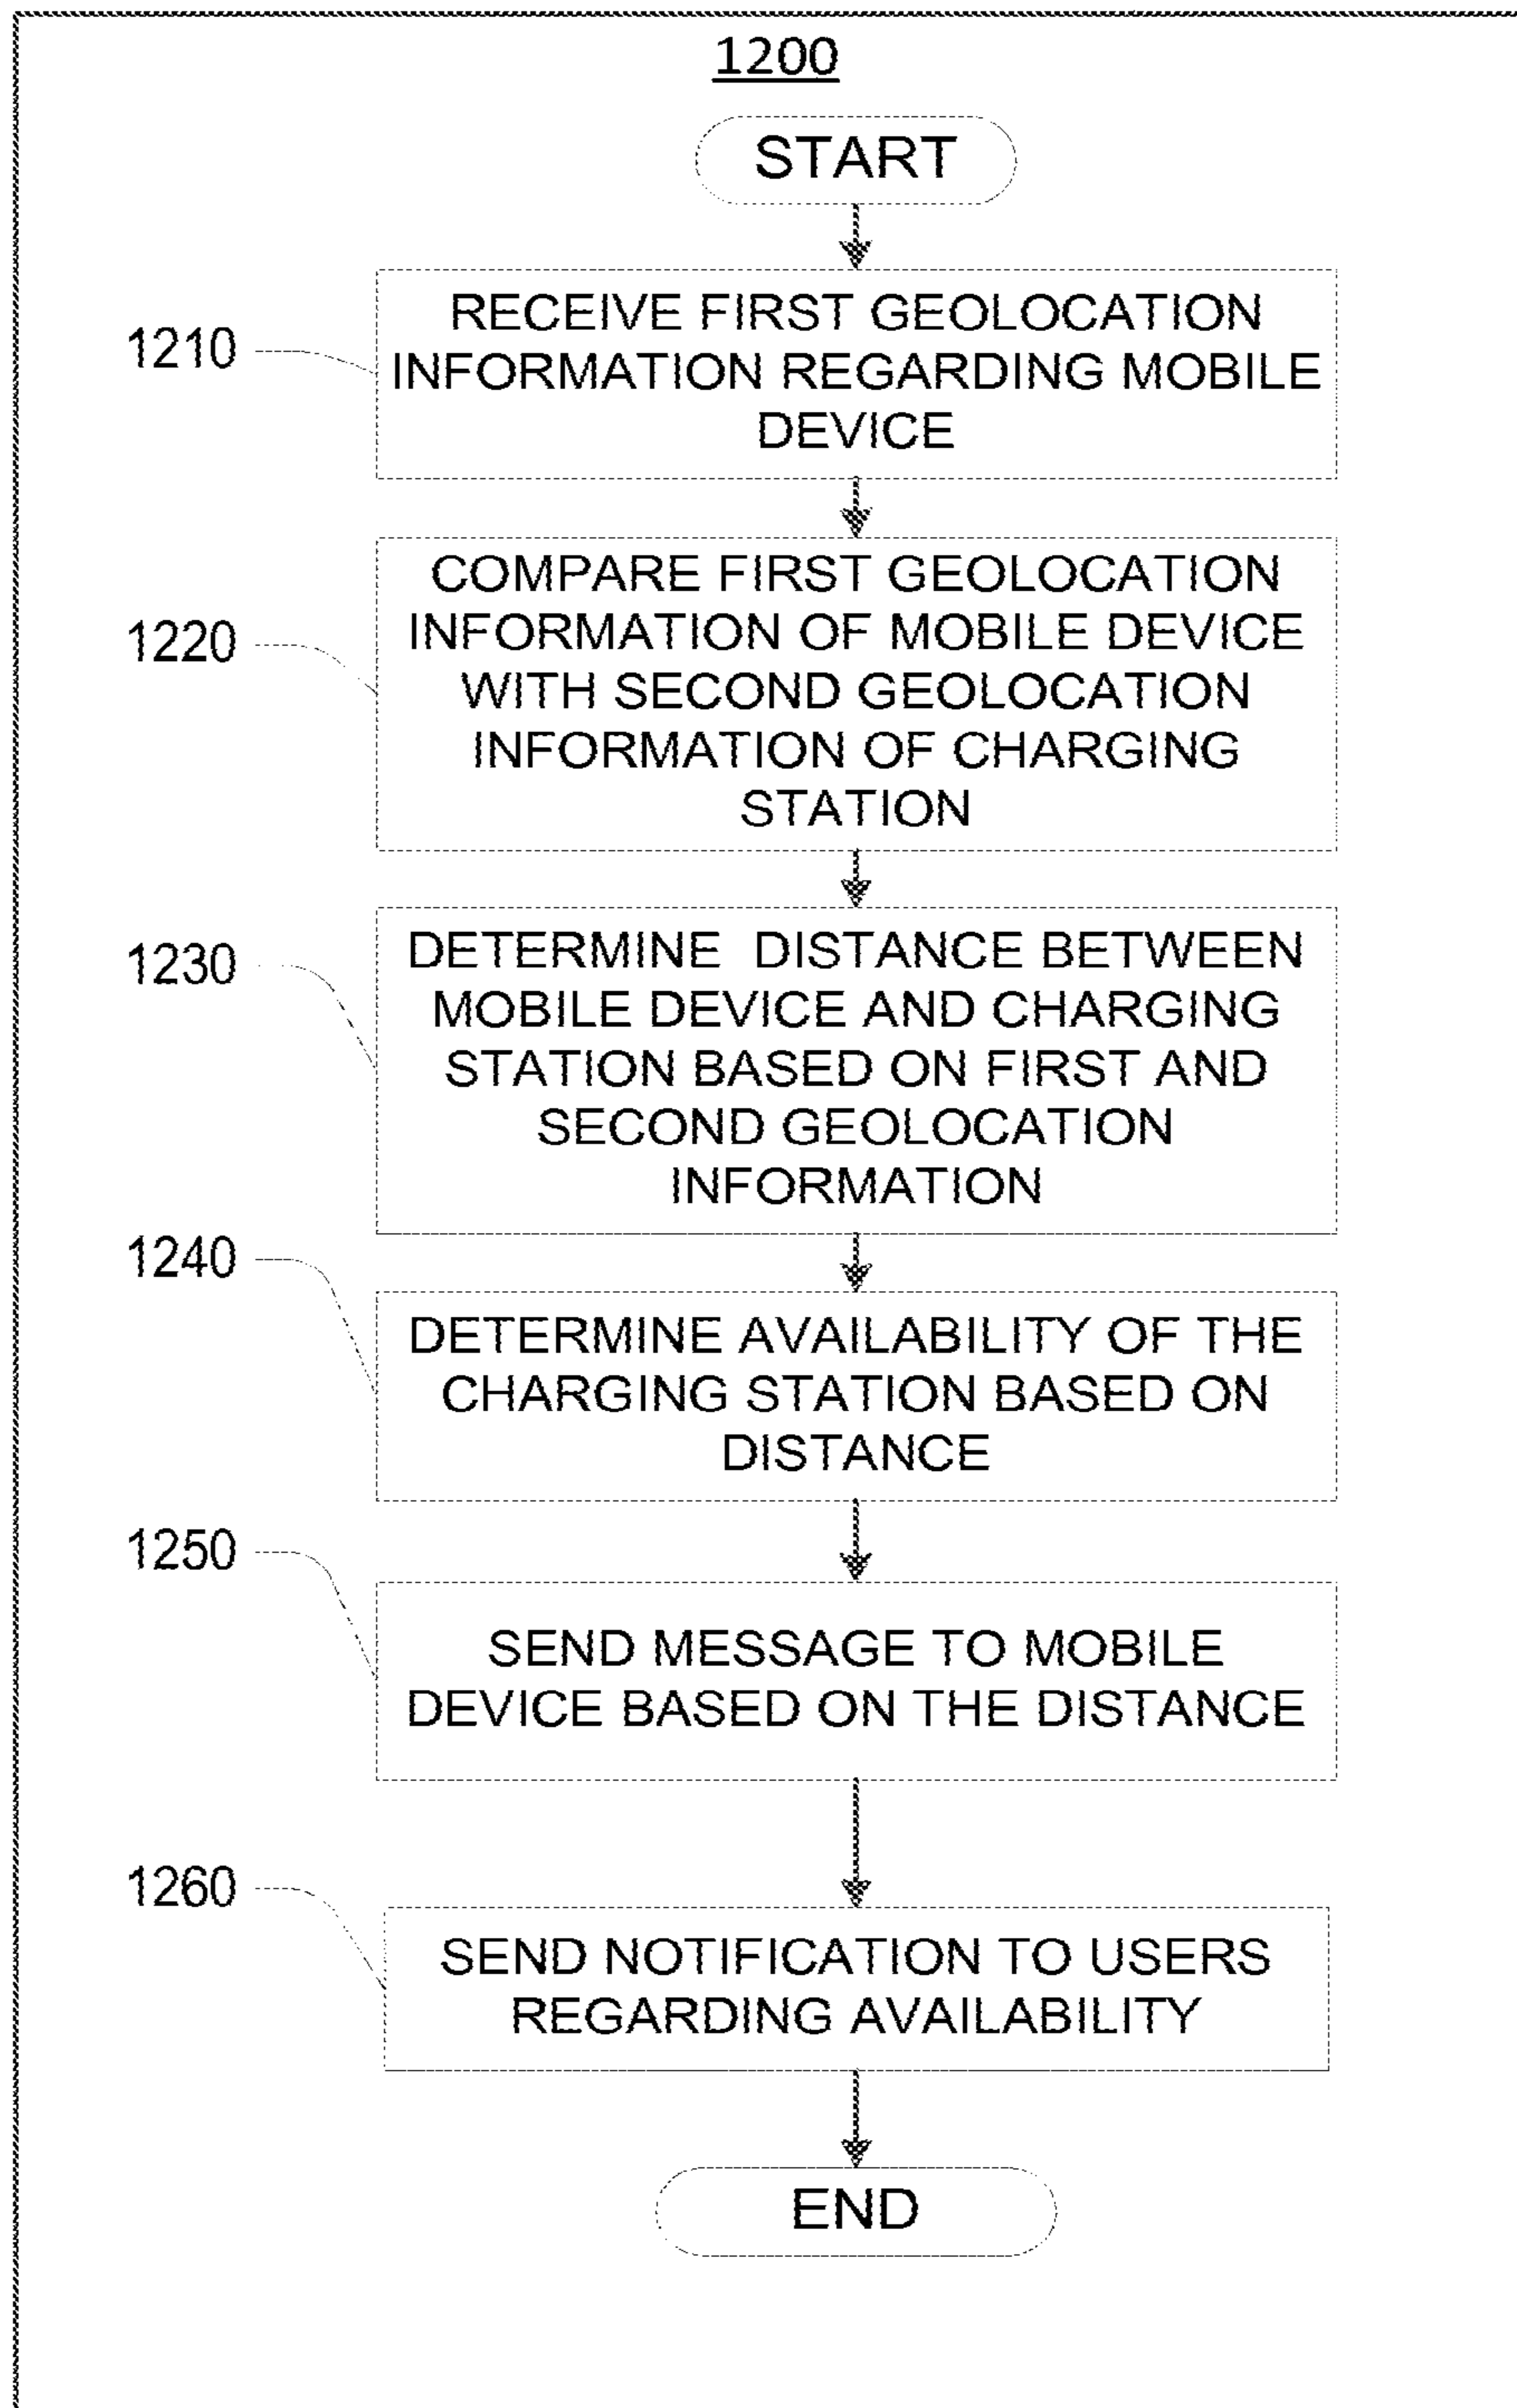 1200
START
1210
RECEIVE FIRST GEOLOCATION
INFORMATION REGARDING MOBILE
DEVICE
1220
COMPARE FIRST GEOLOCATION
INFORMATION OF MOBILE DEVICE
WITH SECOND GEOLOCATION
INFORMATION OF CHARGING
STATION
1230
DETERMINE DISTANCE BETWEEN
MOBILE DEVICE AND CHARGING
STATION BASED ON FIRST AND
SECOND GEOLOCATION
INFORMATION
1240
DETERMINE AVAILABILITY OF THE
CHARGING STATION BASED ON
DISTANCE
1250
SEND MESSAGE TO MOBILE
DEVICE BASED ON THE DISTANCE
1260
SEND NOTIFICATION TO USERS
REGARDING AVAILABILITY
END